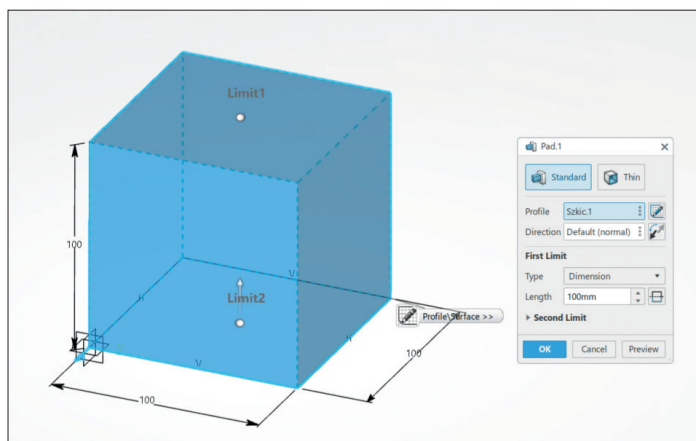 Limit1
100
H
V
Limit2
H
V
100
100
Profile\Surface >>
Pad.1
Standard
Thin
Profile
Szkic.1
Direction
Default (normal)
First Limit
Type
Dimension
Length
100mm
Second Limit
OK
Cancel
Preview